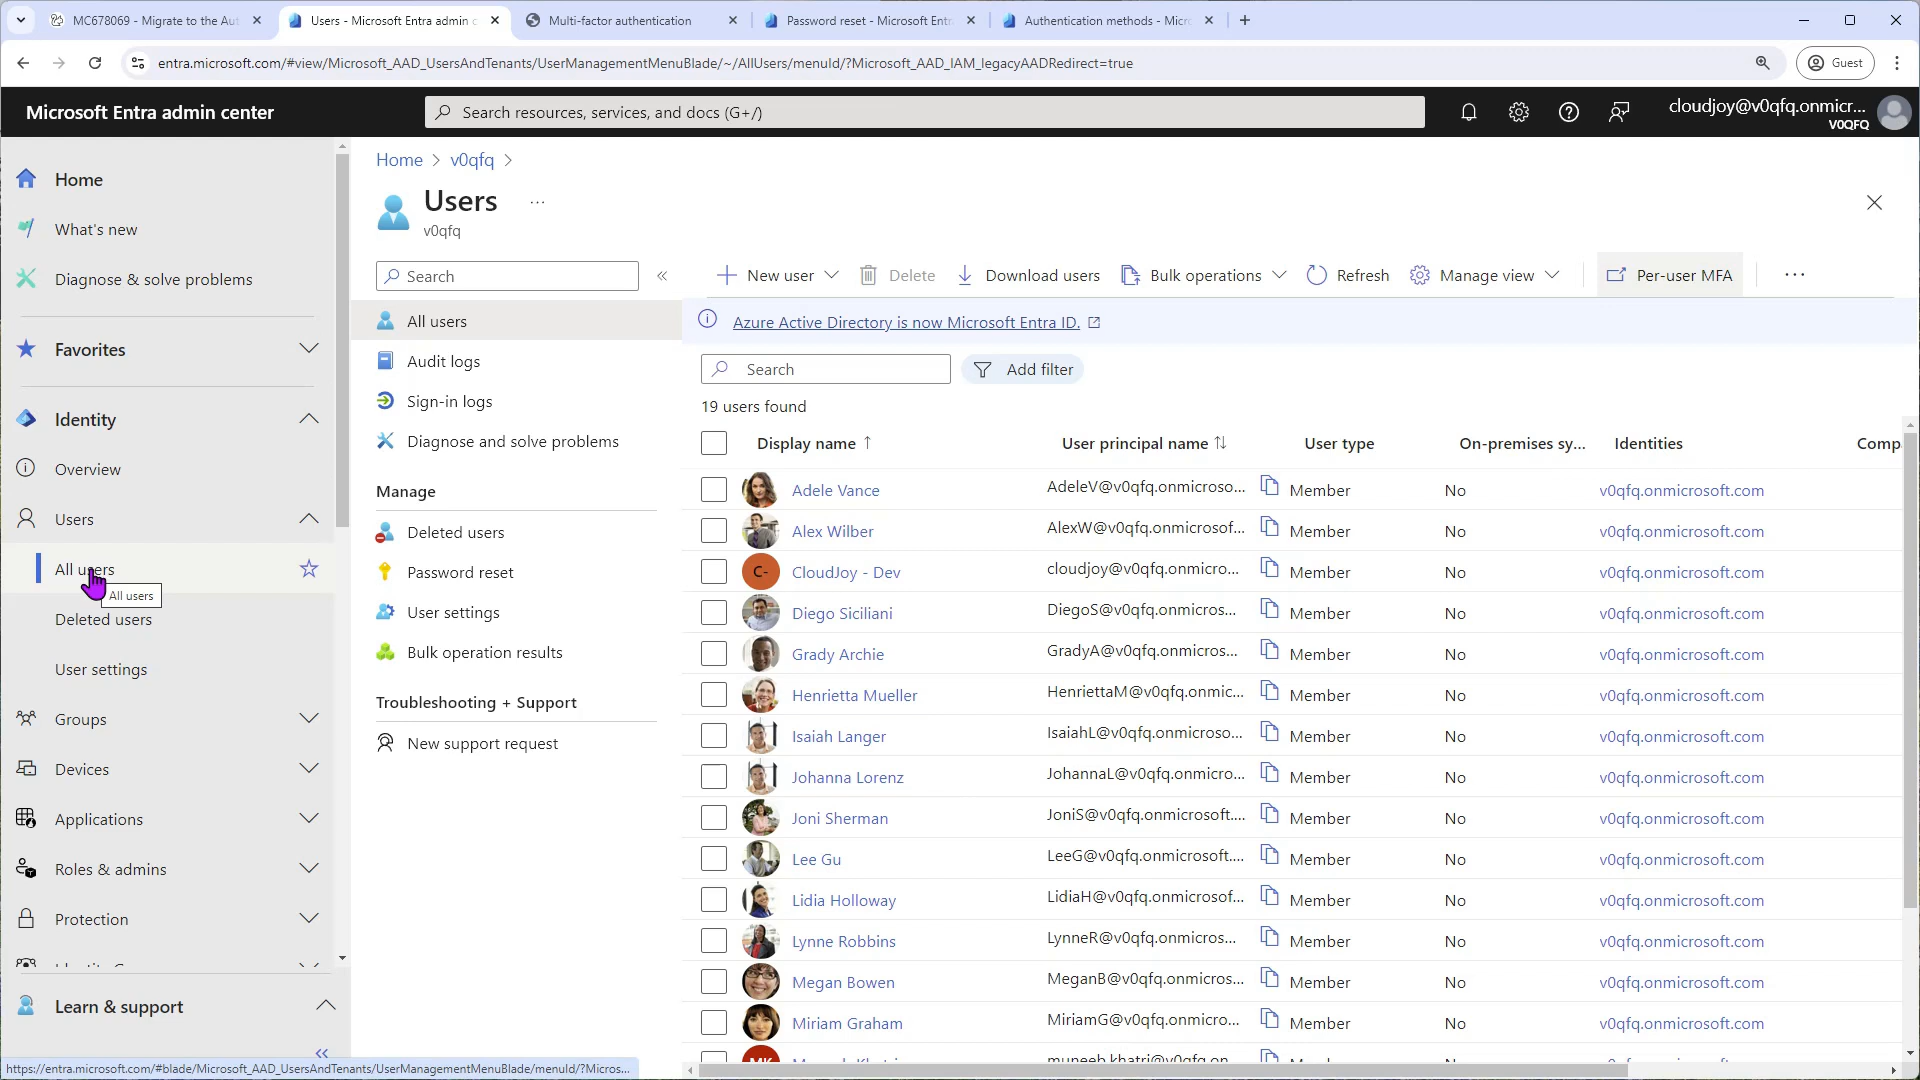 MC678069 - Migrate to the Aut
Users - Microsoft Entra admin c
Multi-factor authentication
Password reset - Microsoft Entr
Authentication methods - Micr
entra.microsoft.com/#view/Microsoft_AAD_UsersAndTenants/UserManagementMenuBlade/~/AllUsers/menuId/?Microsoft_AAD_IAM_legacyAADRedirect=true
Guest
Microsoft Entra admin center
Search resources, services, and docs (G+/)
cloudjoy@v0qfq.onmicr...
V0QFQ
Home
What's new
Diagnose & solve problems
Favorites
Identity
Overview
Users
All users
All users
Deleted users
User settings
Groups
Devices
Applications
Roles & admins
Protection
Learn & support
Home > v0qfq >
Users ...
v0qfq
Search
All users
Audit logs
Sign-in logs
Diagnose and solve problems
Manage
Deleted users
Password reset
User settings
Bulk operation results
Troubleshooting + Support
New support request
New user Delete Download users Bulk operations Refresh Manage view Per-user MFA ...
Azure Active Directory is now Microsoft Entra ID.
Search
Add filter
19 users found
Display name User principal name User type On-premises sy... Identities Comp
Adele Vance AdeleV@v0qfq.onmicroso... Member No v0qfq.onmicrosoft.com
Alex Wilber AlexW@v0qfq.onmicrosof... Member No v0qfq.onmicrosoft.com
C- CloudJoy - Dev cloudjoy@v0qfq.onmicro... Member No v0qfq.onmicrosoft.com
Diego Siciliani DiegoS@v0qfq.onmicros... Member No v0qfq.onmicrosoft.com
Grady Archie GradyA@v0qfq.onmicros... Member No v0qfq.onmicrosoft.com
Henrietta Mueller HenriettaM@v0qfq.onmic... Member No v0qfq.onmicrosoft.com
Isaiah Langer IsaiahL@v0qfq.onmicroso... Member No v0qfq.onmicrosoft.com
Johanna Lorenz JohannaL@v0qfq.onmicro... Member No v0qfq.onmicrosoft.com
Joni Sherman JoniS@v0qfq.onmicrosoft.... Member No v0qfq.onmicrosoft.com
Lee Gu LeeG@v0qfq.onmicrosoft.... Member No v0qfq.onmicrosoft.com
Lidia Holloway LidiaH@v0qfq.onmicrosof... Member No v0qfq.onmicrosoft.com
Lynne Robbins LynneR@v0qfq.onmicros... Member No v0qfq.onmicrosoft.com
Megan Bowen MeganB@v0qfq.onmicros... Member No v0qfq.onmicrosoft.com
Miriam Graham MiriamG@v0qfq.onmicro... Member No v0qfq.onmicrosoft.com
MK muneeb.khatri@v0qfq.on...
https://entra.microsoft.com/#blade/Microsoft_AAD_UsersAndTenants/UserManagementMenuBlade/menuId/?Micros...